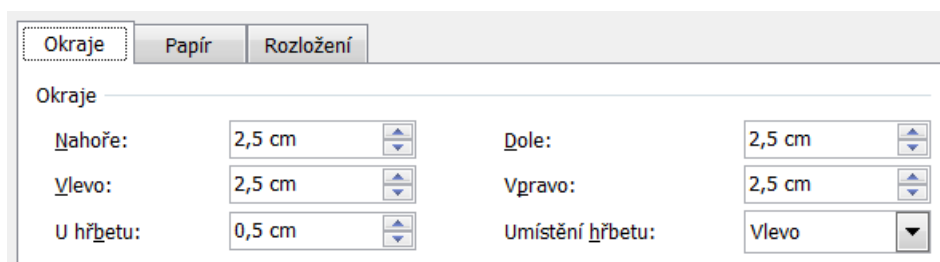 Okraje Papír Rozložení
Okraje
Nahoře: 2,5 cm Dole: 2,5 cm
Vlevo: 2,5 cm Vpravo: 2,5 cm
U hřbetu: 0,5 cm Umístění hřbetu: Vlevo